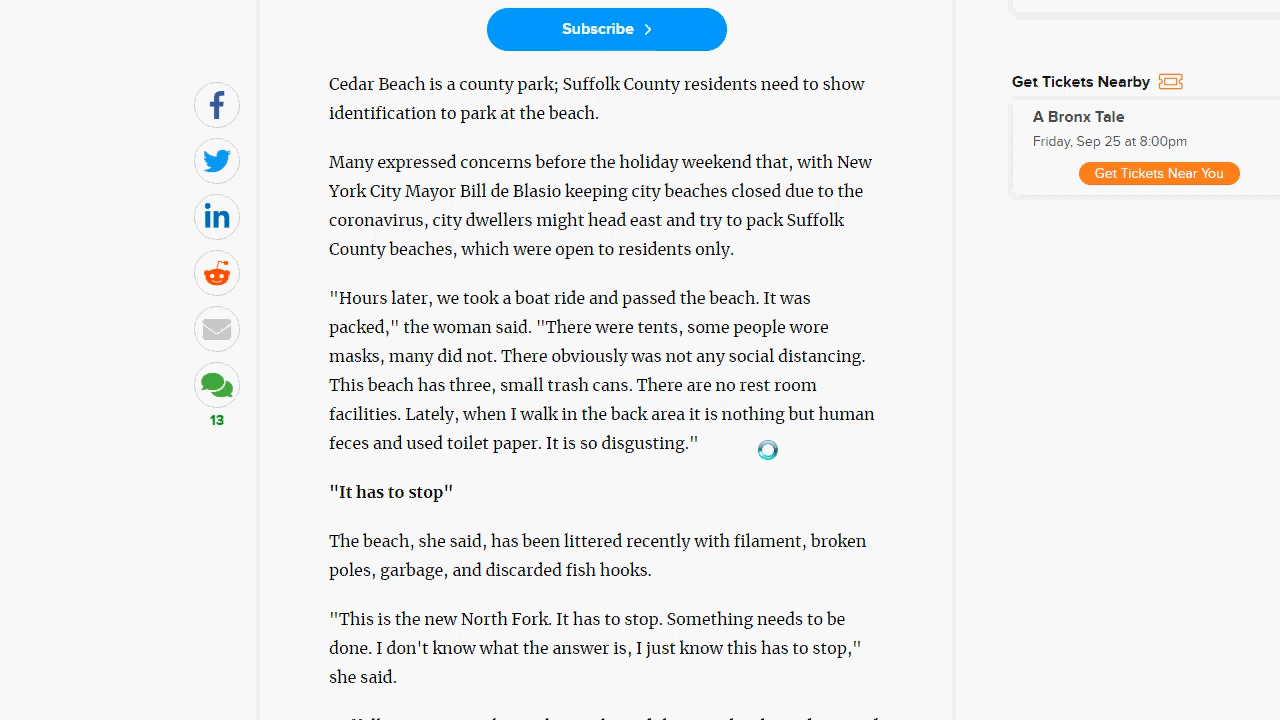 Subscribe
Cedar Beach is a county park; Suffolk County residents need to show
identification to park at the beach.
Many expressed concerns before the holiday weekend that, with New
York City Mayor Bill de Blasio keeping city beaches closed due to the
coronavirus, city dwellers might head east and try to pack Suffolk
County beaches, which were open to residents only.
"Hours later, we took a boat ride and passed the beach. It was
packed," the woman said. "There were tents, some people wore
masks, many did not. There obviously was not any social distancing.
This beach has three, small trash cans. There are no rest room
facilities. Lately, when I walk in the back area it is nothing but human
feces and used toilet paper. It is so disgusting."
"It has to stop"
The beach, she said, has been littered recently with filament, broken
poles, garbage, and discarded fish hooks.
"This is the new North Fork. It has to stop. Something needs to be
done. I don't know what the answer is, I just know this has to stop,"
she said.
13
Get Tickets Nearby
A Bronx Tale
Friday, Sep 25 at 8:00pm
Get Tickets Near You